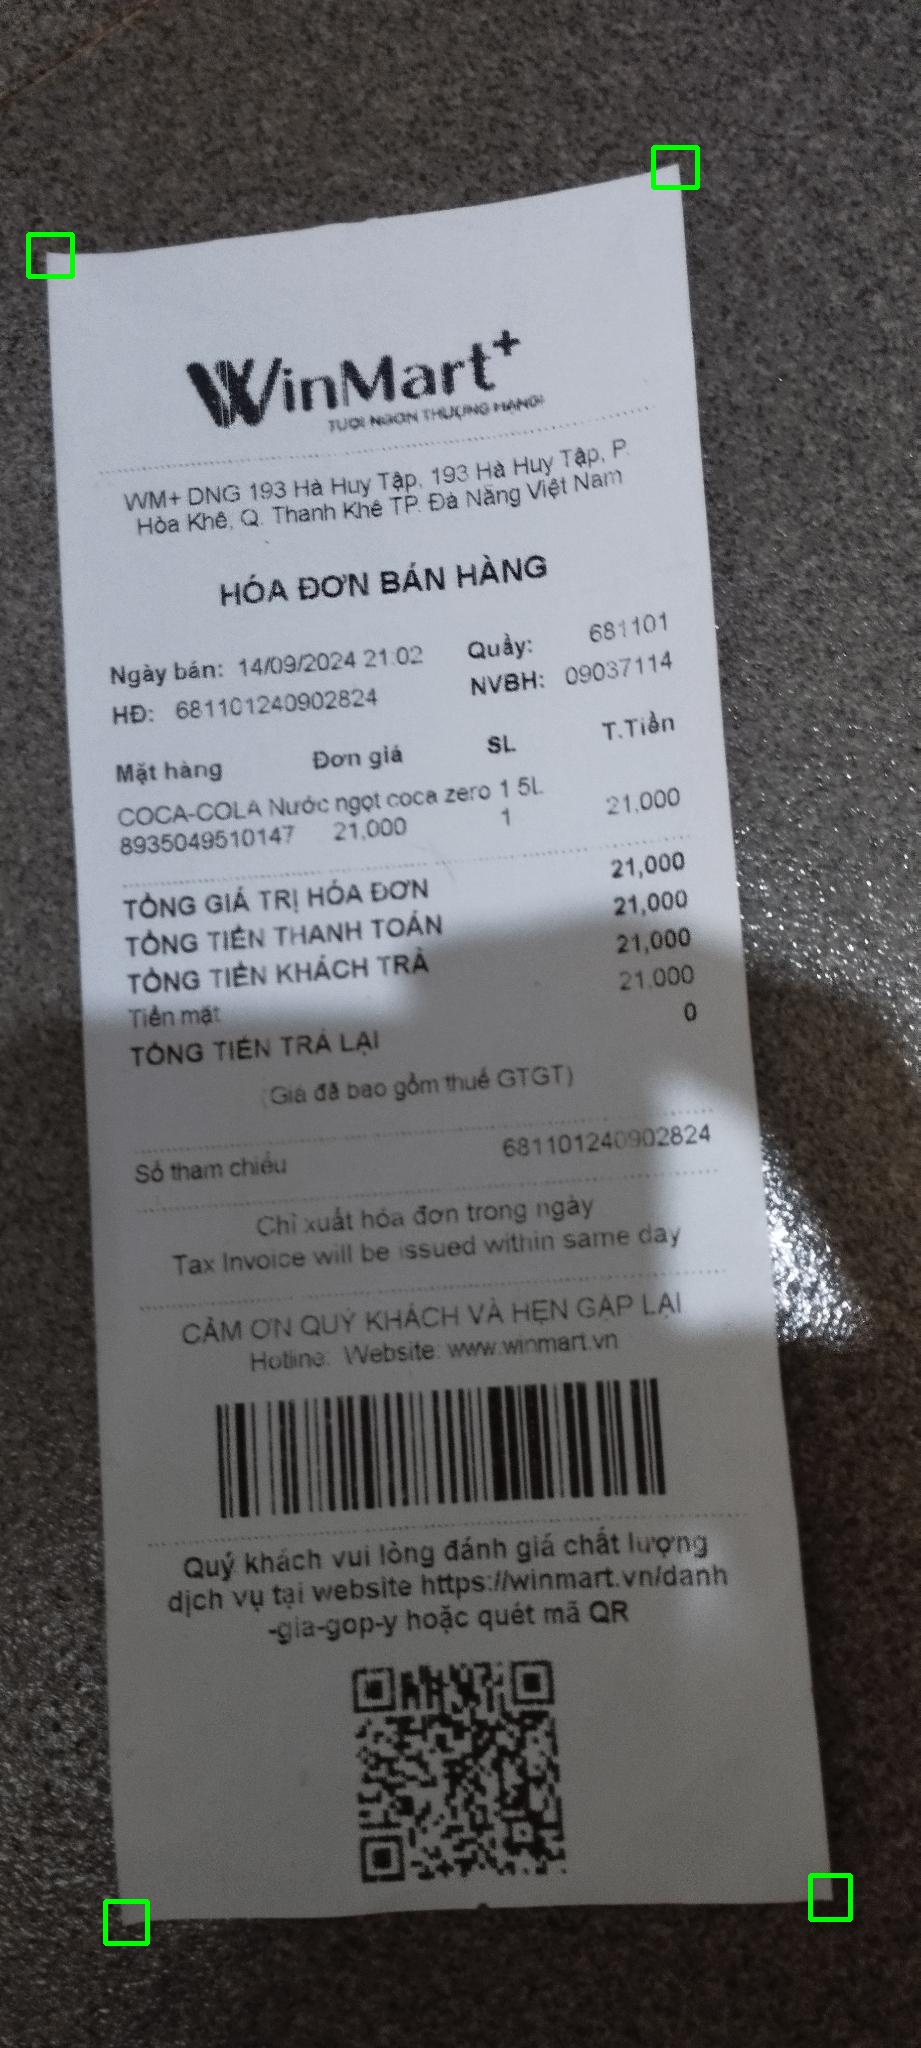 WinMart+
TƯƠI NGON THƯỢNG HẠNG!
WM+ DNG 193 Hà Huy Tập, 193 Hà Huy Tập, P.
Hòa Khê, Q. Thanh Khê TP. Đà Nẵng Việt Nam
HÓA ĐƠN BÁN HÀNG
Ngày bán: 14/09/2024 21:02 Quầy: 681101
HĐ: 681101240902824 NVBH: 09037114
Mặt hàng Đơn giá SL T.Tiền
COCA-COLA Nước ngọt coca zero 1 5L
8935049510147 21,000 1 21,000
TỔNG GIÁ TRỊ HÓA ĐƠN 21,000
TỔNG TIỀN THANH TOÁN 21,000
TỔNG TIỀN KHÁCH TRẢ 21,000
Tiền mặt 21,000
TỔNG TIỀN TRẢ LẠI 0
(Giá đã bao gồm thuế GTGT)
Số tham chiếu 681101240902824
Chỉ xuất hóa đơn trong ngày
Tax Invoice will be issued within same day
CẢM ƠN QUÝ KHÁCH VÀ HẸN GẶP LẠI
Hotline: Website: www.winmart.vn
Quý khách vui lòng đánh giá chất lượng
dịch vụ tại website https://winmart.vn/danh
-gia-gop-y hoặc quét mã QR